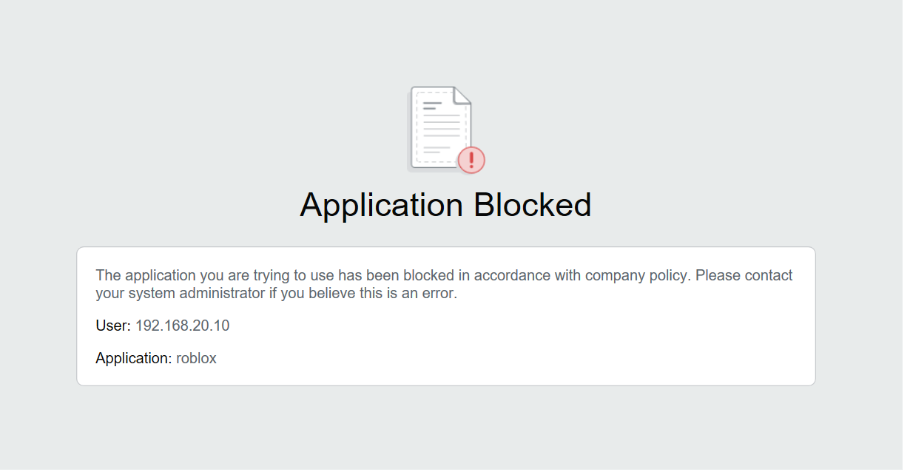 Application Blocked
The application you are trying to use has been blocked in accordance with company policy. Please contact
your system administrator if you believe this is an error.
User: 192.168.20.10
Application: roblox